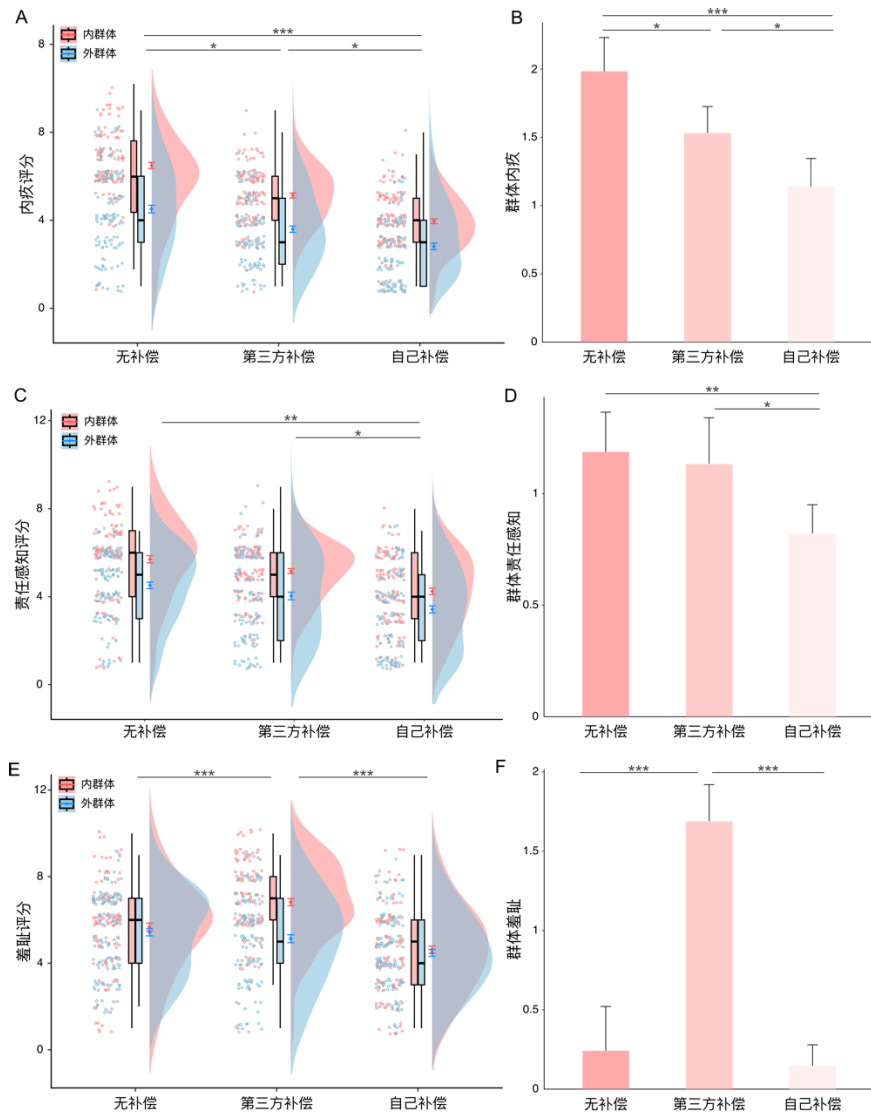 A
内群体
外群体
***
*
*
8
8
4
0
内疚评分
无补偿
第三方补偿
自己补偿
B
***
*
*
2
1.5
1
0.5
0
群体内疚
无补偿
第三方补偿
自己补偿
C
内群体
外群体
**
*
12
8
4
0
责任感知评分
无补偿
第三方补偿
自己补偿
D
**
*
1
0.5
0
群体责任感知
无补偿
第三方补偿
自己补偿
E
内群体
外群体
***
***
12
8
4
0
羞耻评分
无补偿
第三方补偿
自己补偿
F
***
***
2
1.5
1
0.5
0
群体羞耻
无补偿
第三方补偿
自己补偿